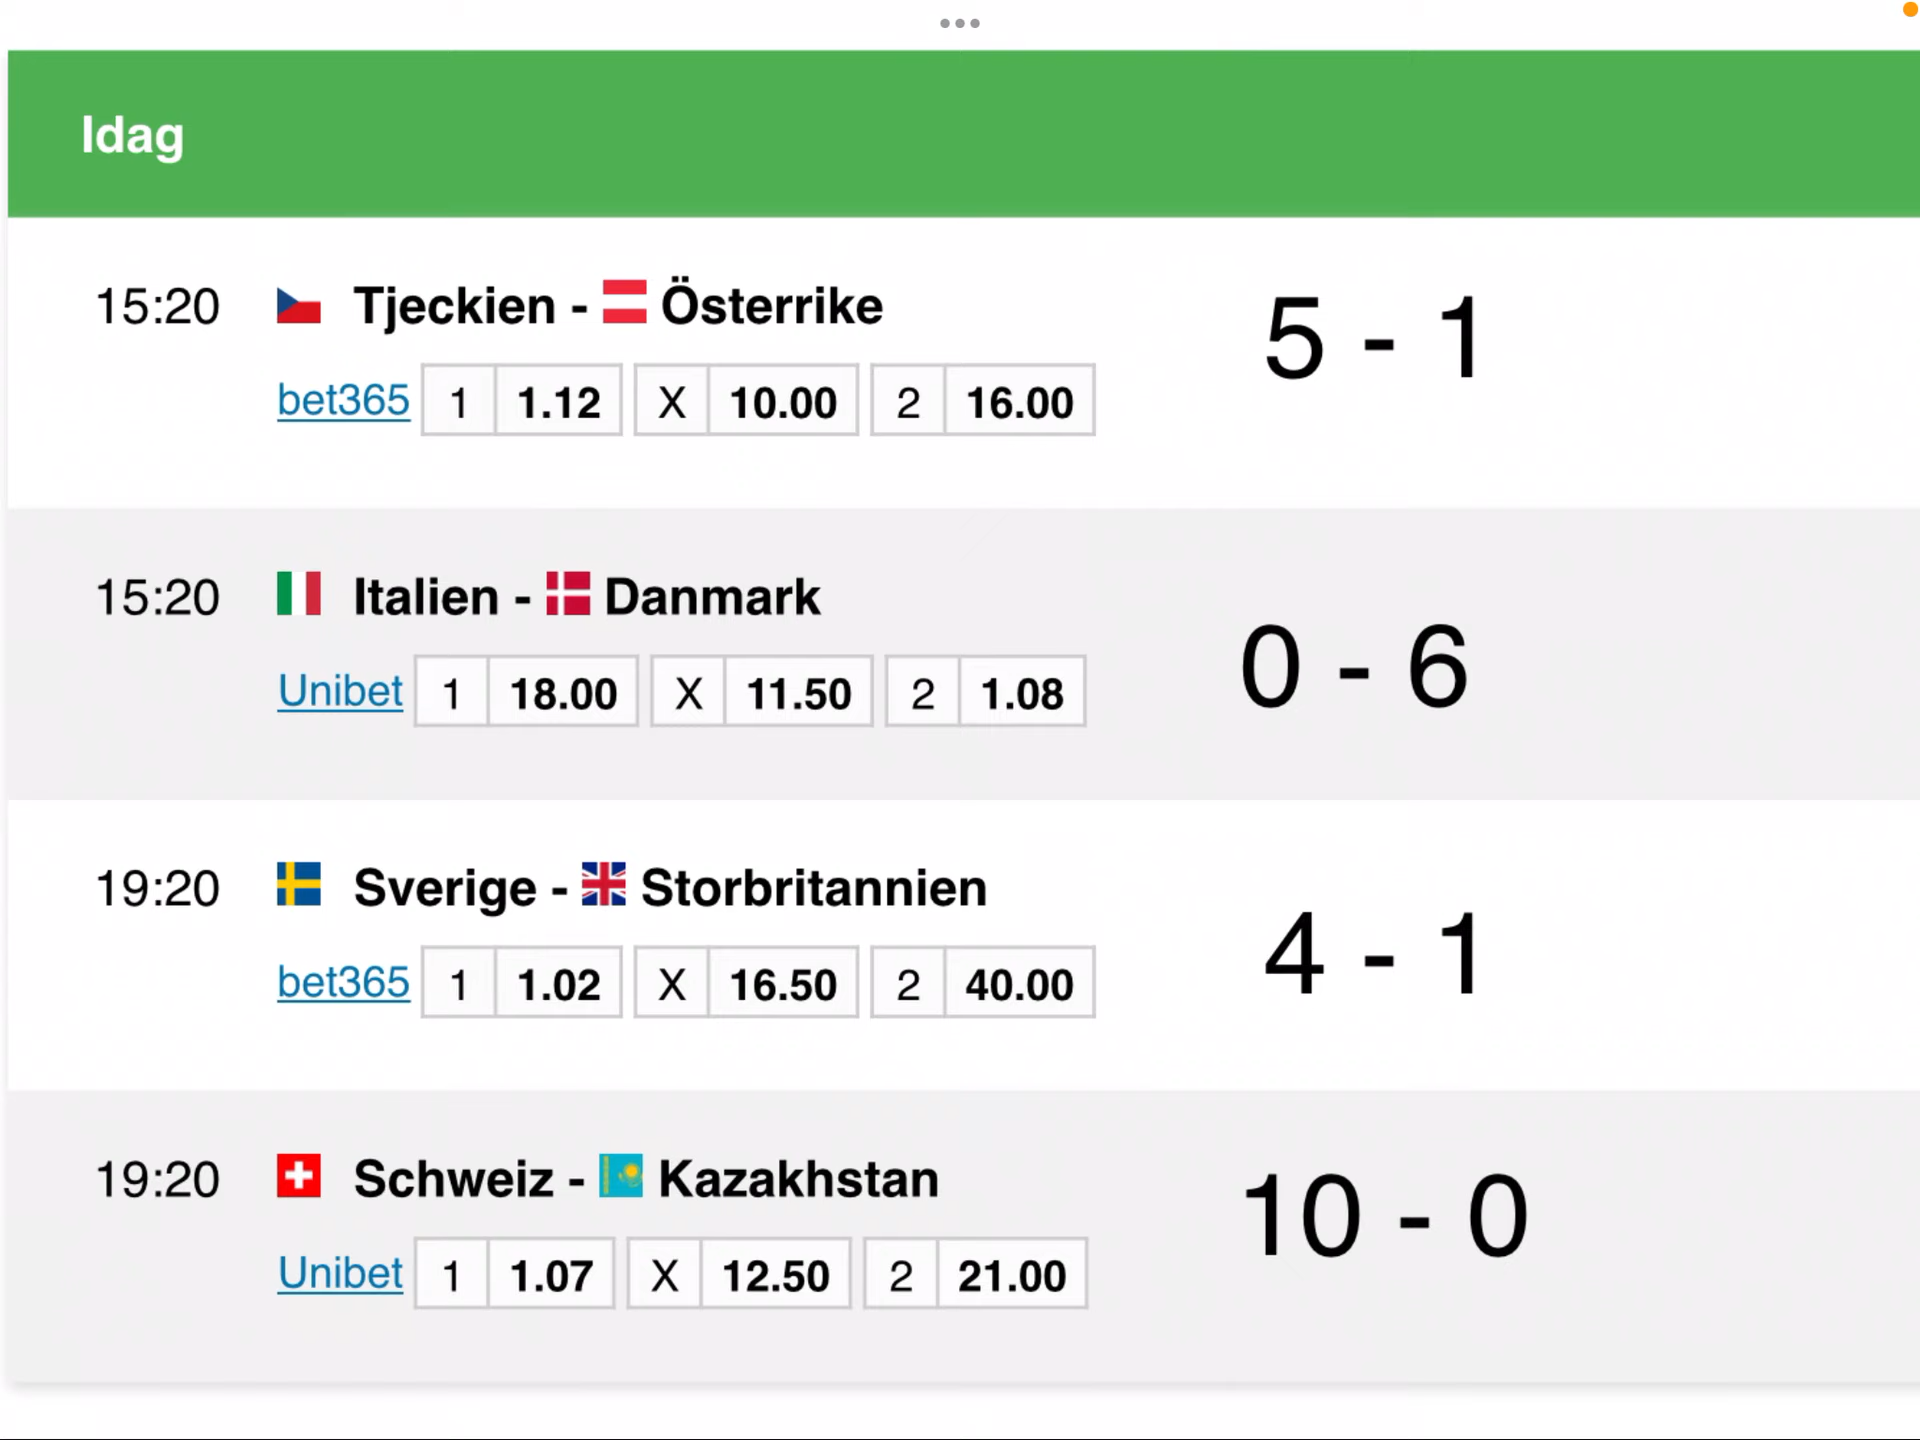 Idag
15:20 Tjeckien - Österrike
5 - 1
bet365 1 1.12 X 10.00 2 16.00
15:20 Italien - Danmark
0 - 6
Unibet 1 18.00 X 11.50 2 1.08
19:20 Sverige - Storbritannien
4 - 1
bet365 1 1.02 X 16.50 2 40.00
19:20 Schweiz - Kazakhstan
10 - 0
Unibet 1 1.07 X 12.50 2 21.00